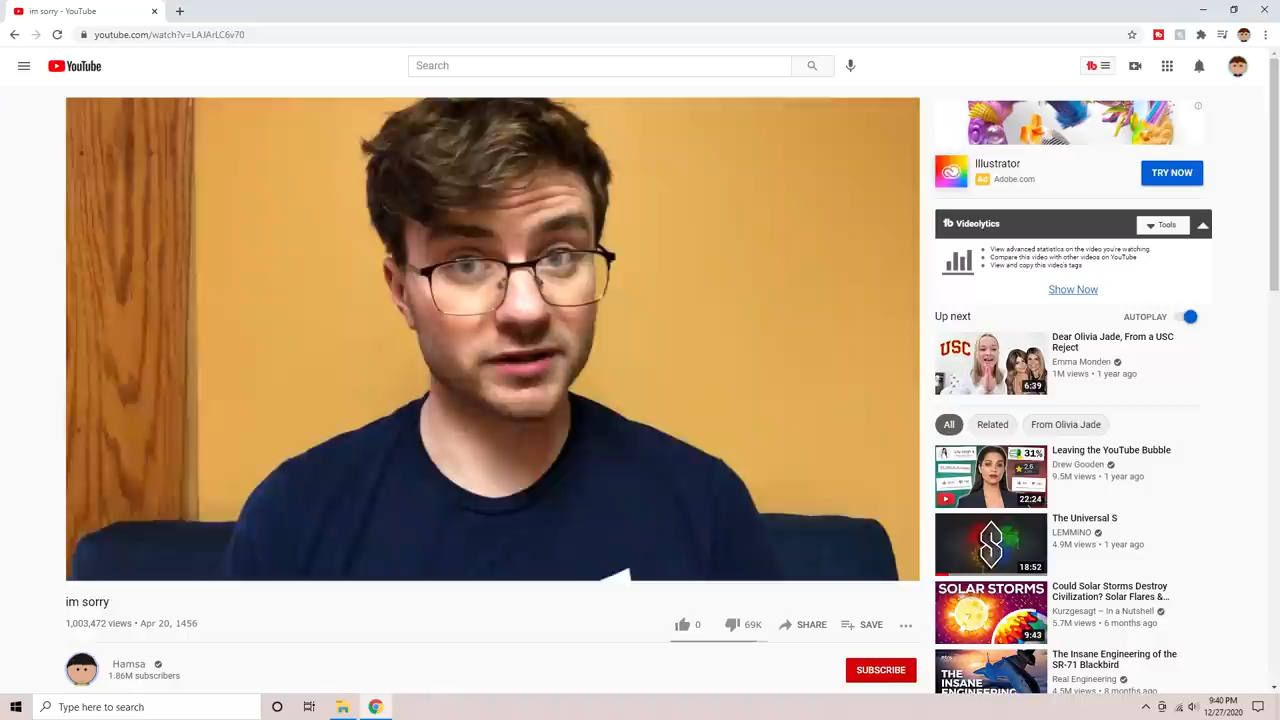 im sorry - YouTube
youtube.com/watch?v=LAJArLC6v70
YouTube
Search
Illustrator
Ad Adobe.com
TRY NOW
Videolytics
Tools
View advanced statistics on the video you're watching.
Compare this video with other videos on YouTube
View and copy this video's tags
Show Now
Up next
AUTOPLAY
USC
6:39
Dear Olivia Jade, From a USC
Reject
Emma Monden
1M views • 1 year ago
All
Related
From Olivia Jade
31%
2.6
22:24
Leaving the YouTube Bubble
Drew Gooden
9.5M views • 1 year ago
18:52
The Universal S
LEMMiNO
4.9M views • 1 year ago
SOLAR STORMS
9:43
Could Solar Storms Destroy
Civilization? Solar Flares &...
Kurzgesagt – In a Nutshell
5.7M views • 6 months ago
THE
INSANE
ENGINEERING
The Insane Engineering of the
SR-71 Blackbird
Real Engineering
4.5M views • 8 months ago
im sorry
1,003,472 views • Apr 20, 1456
0
69K
SHARE
SAVE
Hamsa
1.86M subscribers
SUBSCRIBE
Type here to search
9:40 PM
12/27/2020